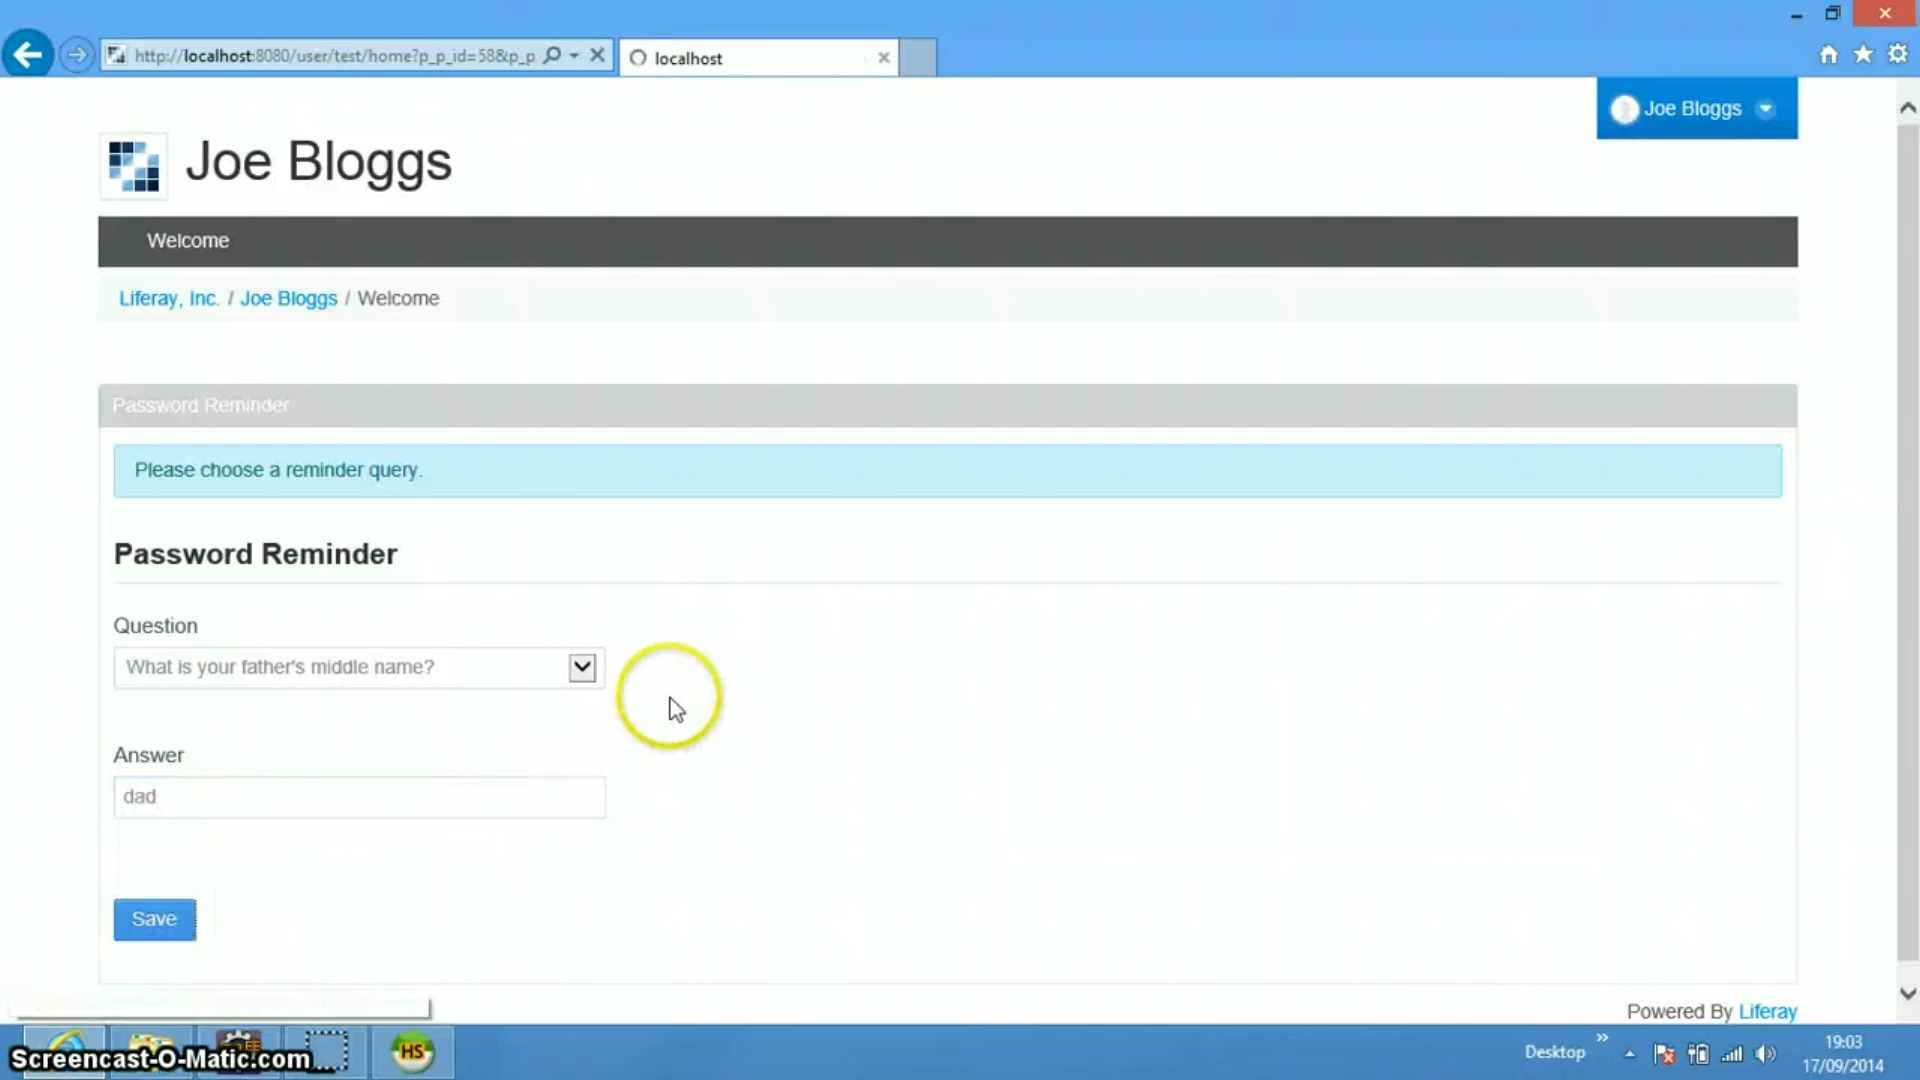 http://localhost:8080/user/test/home?p_p_id=58&p_p
localhost
Joe Bloggs
Joe Bloggs
Welcome
Liferay, Inc. / Joe Bloggs / Welcome
Password Reminder
Please choose a reminder query.
Password Reminder
Question
What is your father's middle name?
Answer
dad
Save
Powered By Liferay
HS
Screencast-O-Matic.com
Desktop
19:03
17/09/2014